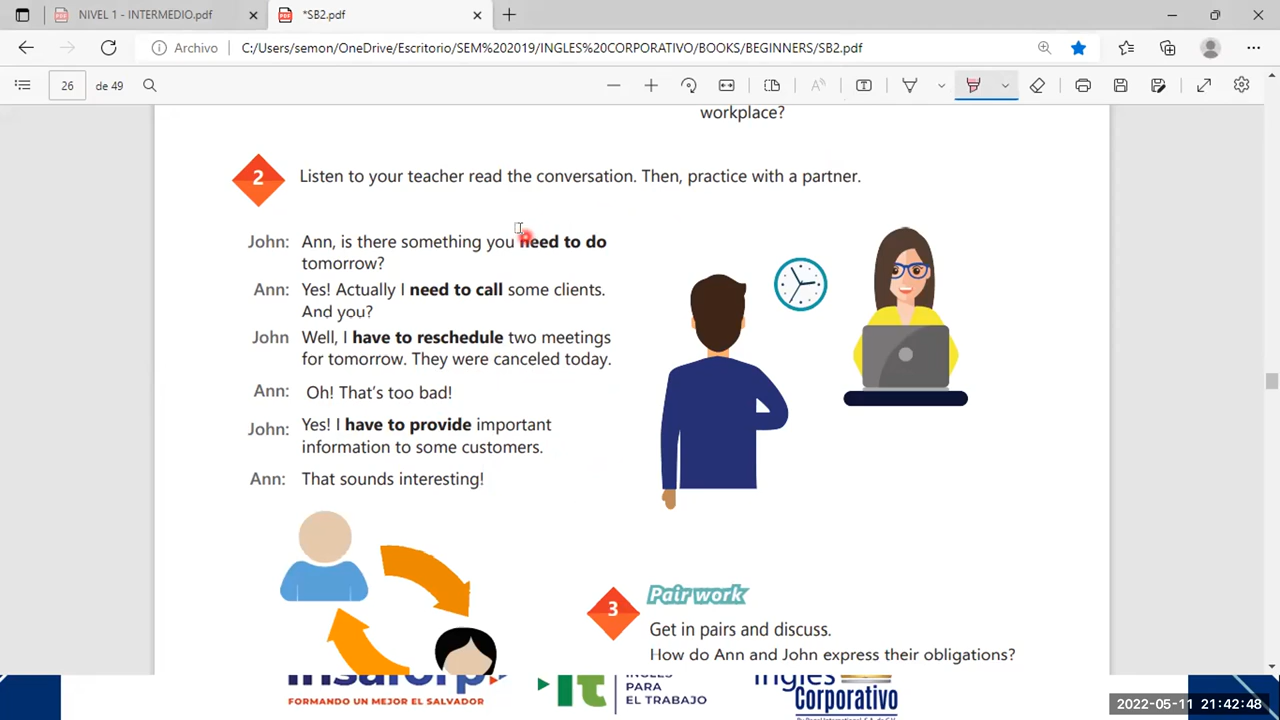 NIVEL 1 - INTERMEDIO.pdf
*SB2.pdf
Archivo
C:/Users/semon/OneDrive/Escritorio/SEM%202019/INGLES%20CORPORATIVO/BOOKS/BEGINNERS/SB2.pdf
26 de 49
workplace?
2 Listen to your teacher read the conversation. Then, practice with a partner.
John: Ann, is there something you need to do
tomorrow?
Ann: Yes! Actually I need to call some clients.
And you?
John Well, I have to reschedule two meetings
for tomorrow. They were canceled today.
Ann: Oh! That's too bad!
John: Yes! I have to provide important
information to some customers.
Ann: That sounds interesting!
3 Pair work
Get in pairs and discuss.
How do Ann and John express their obligations?
insaforp
FORMANDO UN MEJOR EL SALVADOR
INGLÉS
PARA
EL TRABAJO
Inglés
Corporativo
2022-05-11 21:42:48